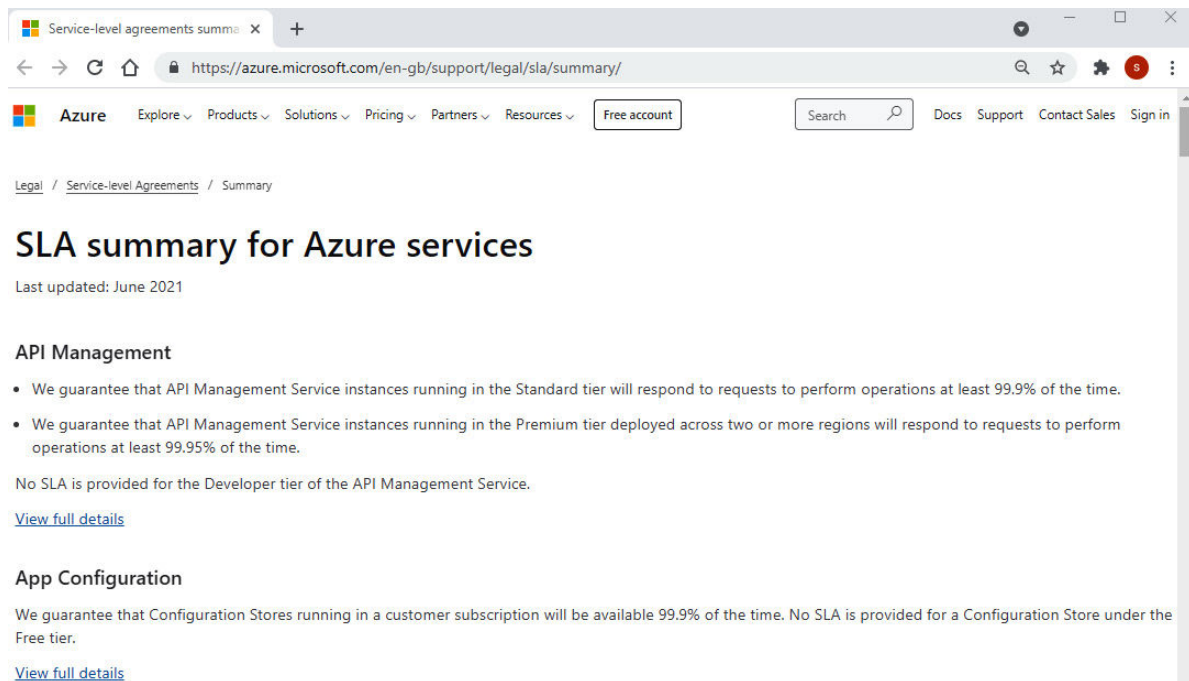 Service-level agreements summa
https://azure.microsoft.com/en-gb/support/legal/sla/summary/
S
Azure Explore Products Solutions Pricing Partners Resources Free account Search Docs Support Contact Sales Sign in
Legal / Service-level Agreements / Summary
SLA summary for Azure services
Last updated: June 2021
API Management
• We guarantee that API Management Service instances running in the Standard tier will respond to requests to perform operations at least 99.9% of the time.
• We guarantee that API Management Service instances running in the Premium tier deployed across two or more regions will respond to requests to perform
operations at least 99.95% of the time.
No SLA is provided for the Developer tier of the API Management Service.
View full details
App Configuration
We guarantee that Configuration Stores running in a customer subscription will be available 99.9% of the time. No SLA is provided for a Configuration Store under the
Free tier.
View full details